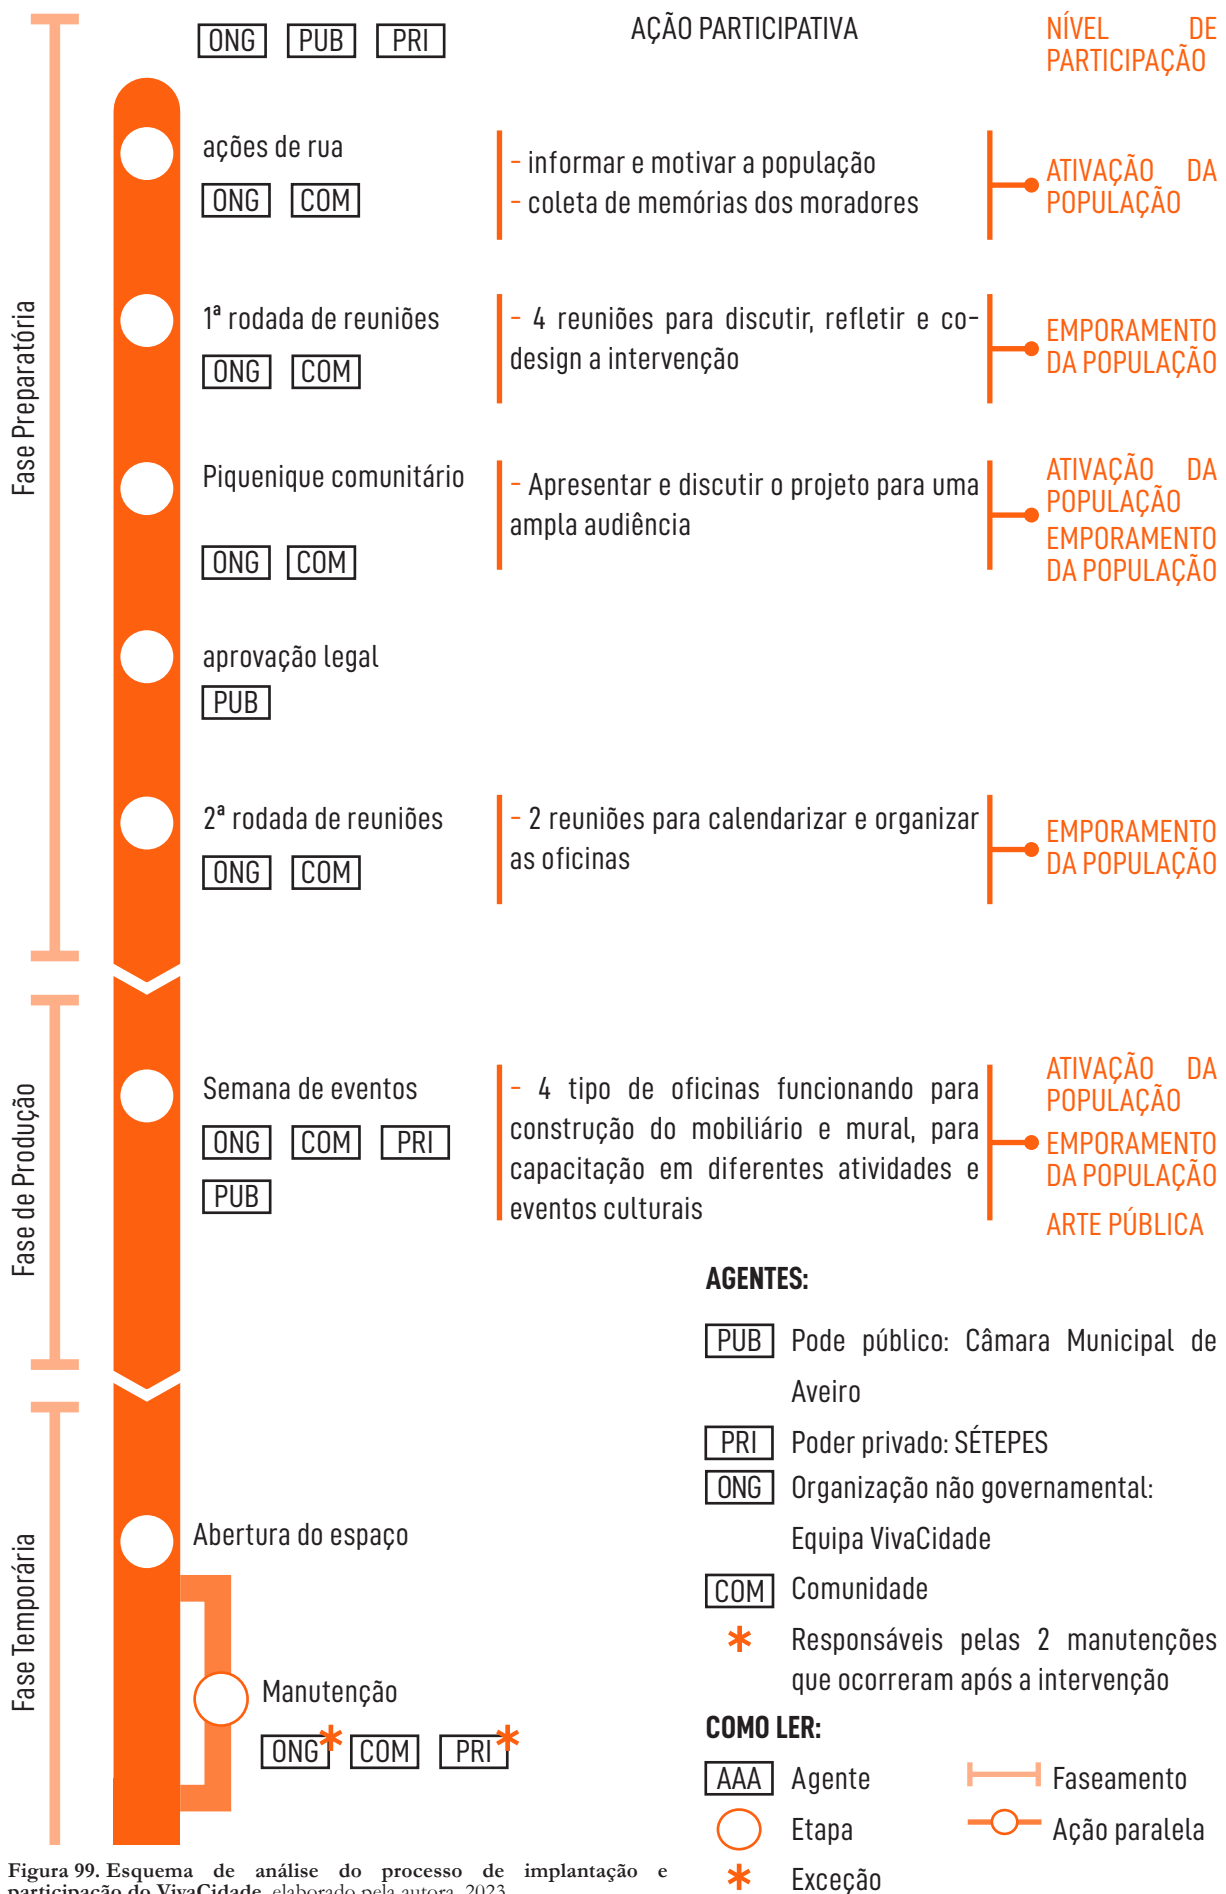 ONG PUB PRI
AÇÃO PARTICIPATIVA
NÍVEL DE
PARTICIPAÇÃO
Fase Preparatória
ações de rua
ONG COM
- informar e motivar a população
- coleta de memórias dos moradores
ATIVAÇÃO DA
POPULAÇÃO
1ª rodada de reuniões
ONG COM
- 4 reuniões para discutir, refletir e co-
design a intervenção
EMPORAMENTO
DA POPULAÇÃO
Piquenique comunitário
ONG COM
- Apresentar e discutir o projeto para uma
ampla audiência
ATIVAÇÃO DA
POPULAÇÃO
EMPORAMENTO
DA POPULAÇÃO
aprovação legal
PUB
2ª rodada de reuniões
ONG COM
- 2 reuniões para calendarizar e organizar
as oficinas
EMPORAMENTO
DA POPULAÇÃO
Fase de Produção
Semana de eventos
ONG COM PRI
PUB
- 4 tipo de oficinas funcionando para
construção do mobiliário e mural, para
capacitação em diferentes atividades e
eventos culturais
ATIVAÇÃO DA
POPULAÇÃO
EMPORAMENTO
DA POPULAÇÃO
ARTE PÚBLICA
Fase Temporária
Abertura do espaço
Manutenção
ONG* COM PRI*
AGENTES:
PUB Pode público: Câmara Municipal de
Aveiro
PRI Poder privado: SÉTEPES
ONG Organização não governamental:
Equipa VivaCidade
COM Comunidade
* Responsáveis pelas 2 manutenções
que ocorreram após a intervenção
COMO LER:
AAA Agente
Faseamento
Etapa
Ação paralela
* Exceção
Figura 99. Esquema de análise do processo de implantação e
participação do VivaCidade, elaborado pela autora, 2023